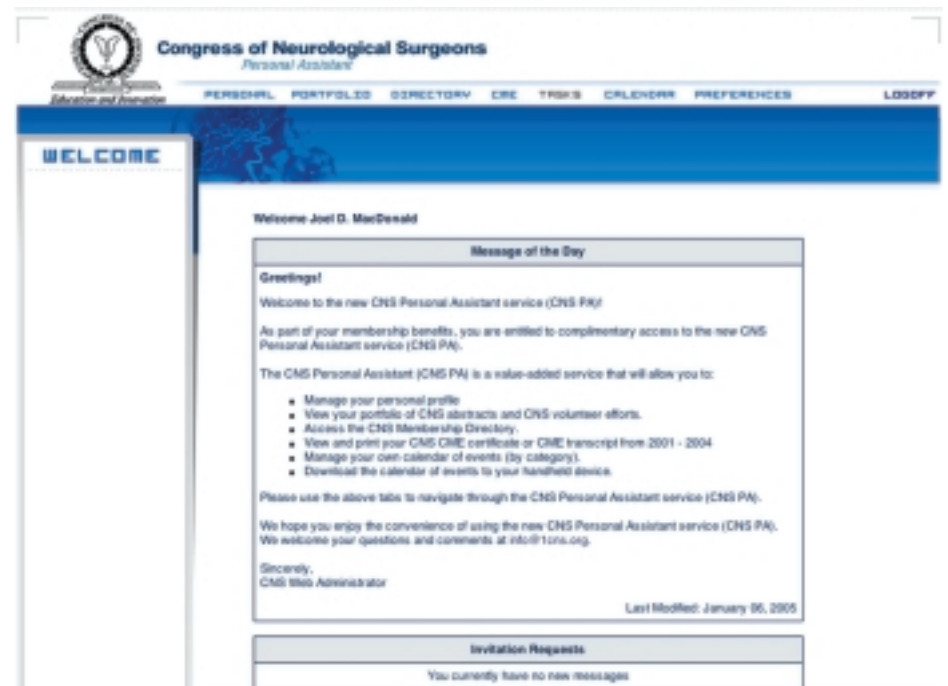 Congress of Neurological Surgeons
Personal Assistant
Education and Innovation
PERSONAL PORTFOLIO DIRECTORY CME TASKS CALENDAR PREFERENCES LOGOFF
WELCOME
Welcome Joel D. MacDonald
Message of the Day
Greetings!
Welcome to the new CNS Personal Assistant service (CNS PA)!
As part of your membership benefits, you are entitled to complimentary access to the new CNS
Personal Assistant service (CNS PA).
The CNS Personal Assistant (CNS PA) is a value-added service that will allow you to:
Manage your personal profile
View your portfolio of CNS abstracts and CNS volunteer efforts.
Access the CNS Membership Directory.
View and print your CNS CME certificate or CME transcript from 2001 - 2004
Manage your own calendar of events (by category).
Download the calendar of events to your handheld device.
Please use the above tabs to navigate through the CNS Personal Assistant service (CNS PA).
We hope you enjoy the convenience of using the new CNS Personal Assistant service (CNS PA).
We welcome your questions and comments at info@1cns.org.
Sincerely,
CNS Web Administrator
Last Modified: January 06, 2005
Invitation Requests
You currently have no new messages